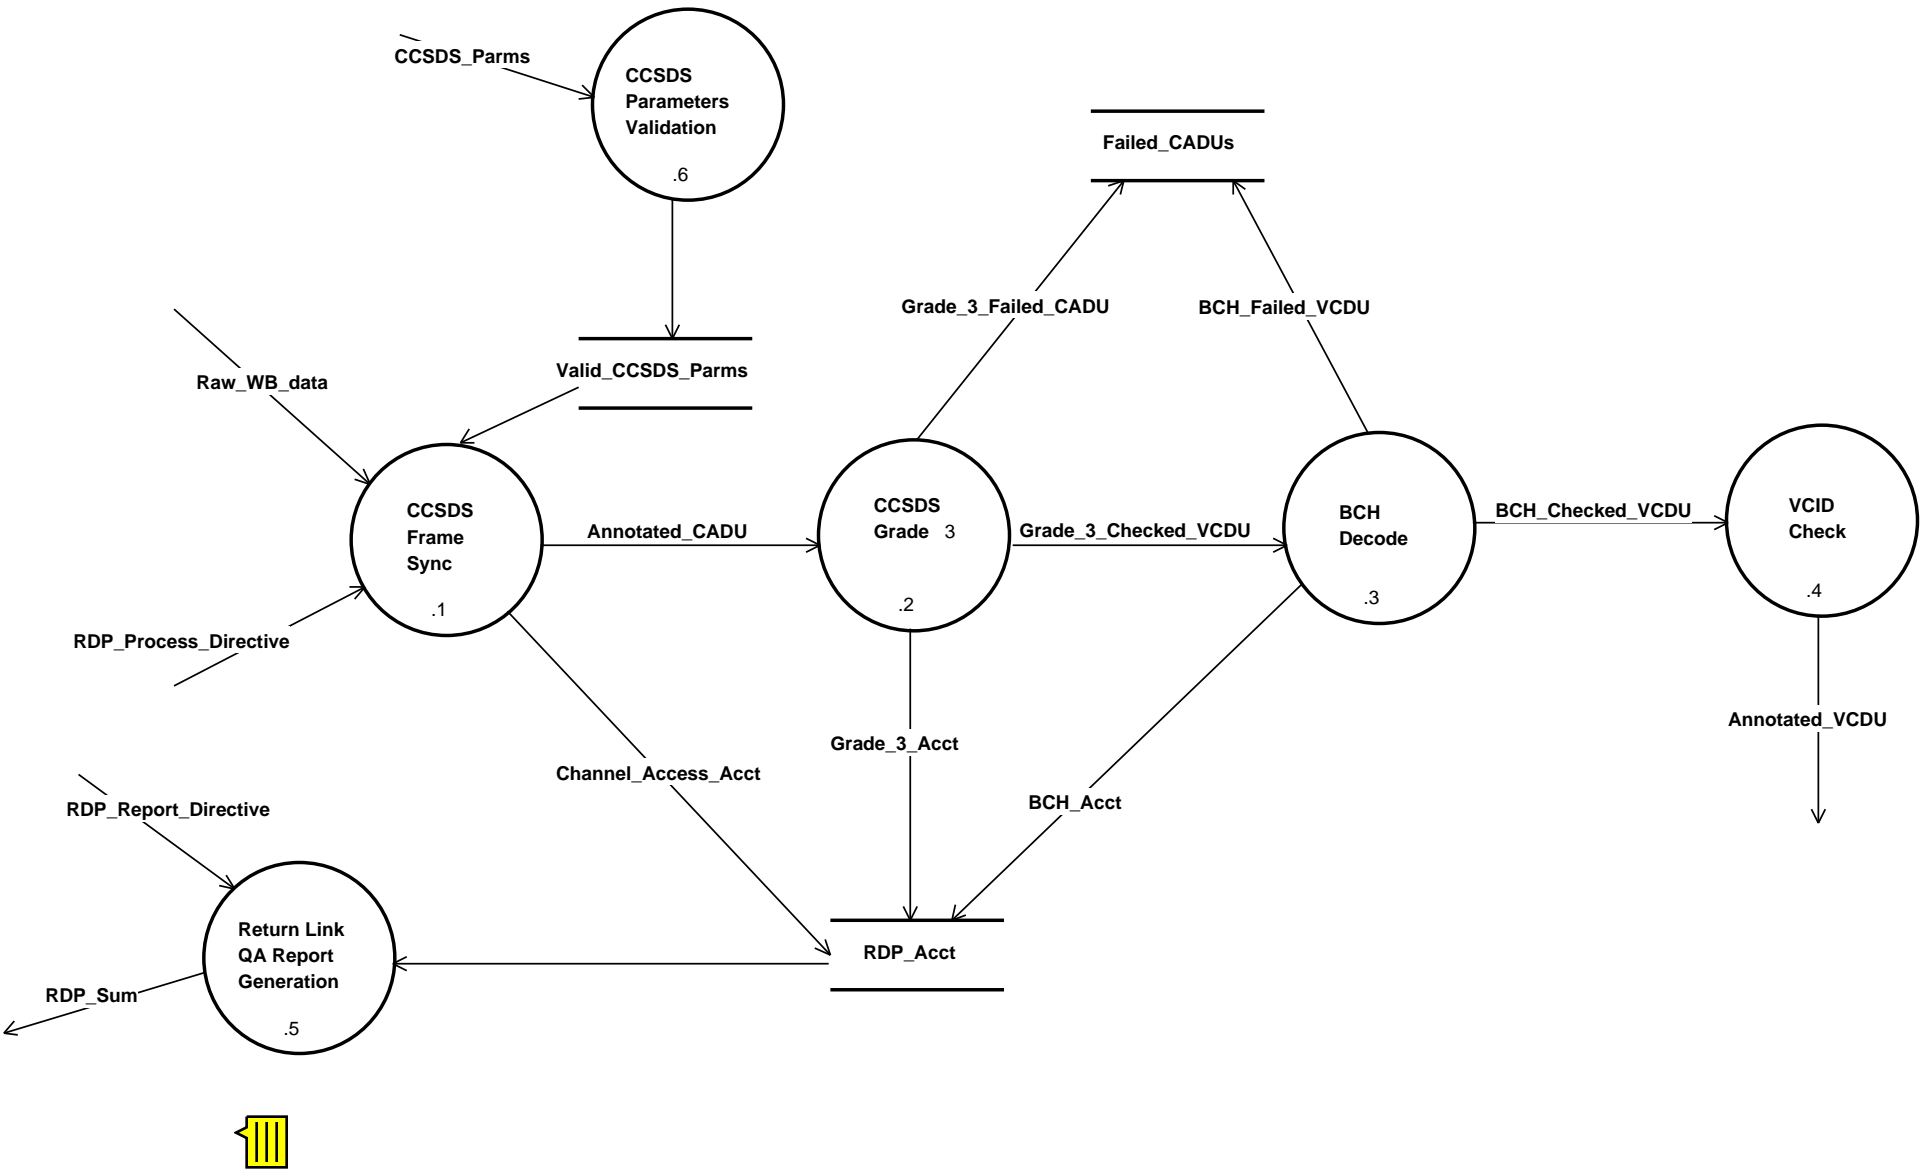 CCSDS_Parms
CCSDS
Parameters
Validation
.6
Failed_CADUs
Grade_3_Failed_CADU
BCH_Failed_VCDU
Valid_CCSDS_Parms
Raw_WB_data
CCSDS
Frame
Sync
.1
Annotated_CADU
CCSDS
Grade 3
.2
Grade_3_Checked_VCDU
BCH
Decode
.3
BCH_Checked_VCDU
VCID
Check
.4
RDP_Process_Directive
Annotated_VCDU
Grade_3_Acct
Channel_Access_Acct
BCH_Acct
RDP_Report_Directive
Return Link
QA Report
Generation
.5
RDP_Acct
RDP_Sum